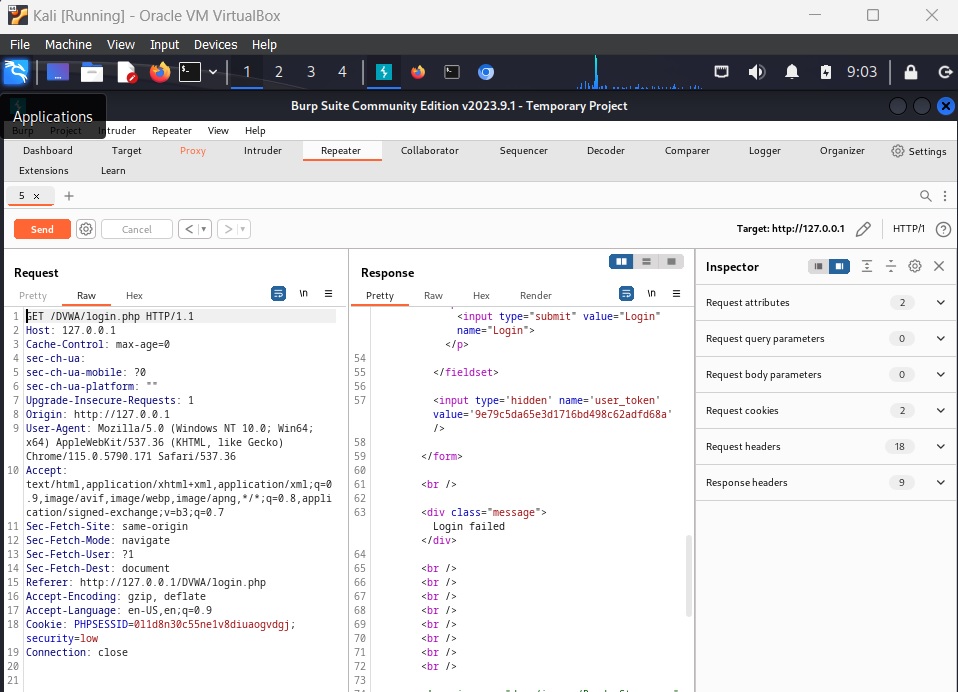 Kali [Running] - Oracle VM VirtualBox
File Machine View Input Devices Help
1 2 3 4 9:03
Applications
Burp Suite Community Edition v2023.9.1 - Temporary Project
Burp Project Intruder Repeater View Help
Dashboard Target Proxy Intruder Repeater Collaborator Sequencer Decoder Comparer Logger Organizer Settings
Extensions Learn
5 × +
Send Cancel < > Target: http://127.0.0.1 HTTP/1 ?
Request
Pretty Raw Hex \n
1 GET /DVWA/login.php HTTP/1.1
2 Host: 127.0.0.1
3 Cache-Control: max-age=0
4 sec-ch-ua:
5 sec-ch-ua-mobile: ?0
6 sec-ch-ua-platform: ""
7 Upgrade-Insecure-Requests: 1
8 Origin: http://127.0.0.1
9 User-Agent: Mozilla/5.0 (Windows NT 10.0; Win64;
x64) AppleWebKit/537.36 (KHTML, like Gecko)
Chrome/115.0.5790.171 Safari/537.36
10 Accept:
text/html,application/xhtml+xml,application/xml;q=0
.9,image/avif,image/webp,image/apng,*/*;q=0.8,appli
cation/signed-exchange;v=b3;q=0.7
11 Sec-Fetch-Site: same-origin
12 Sec-Fetch-Mode: navigate
13 Sec-Fetch-User: ?1
14 Sec-Fetch-Dest: document
15 Referer: http://127.0.0.1/DVWA/login.php
16 Accept-Encoding: gzip, deflate
17 Accept-Language: en-US,en;q=0.9
18 Cookie: PHPSESSID=0l1d8n30c55ne1v8diuaogvdgj;
security=low
19 Connection: close
20
21
Response
Pretty Raw Hex Render \n
<input type="submit" value="Login"
name="Login">
</p>
54
55 </fieldset>
56
57 <input type='hidden' name='user_token'
value='9e79c5da65e3d1716bd498c62adfd68a'
/>
58
59 </form>
60
61 <br />
62
63 <div class="message">
Login failed
</div>
64
65 <br />
66 <br />
67 <br />
68 <br />
69 <br />
70 <br />
71 <br />
72 <br />
73
Inspector
Request attributes 2
Request query parameters 0
Request body parameters 0
Request cookies 2
Request headers 18
Response headers 9